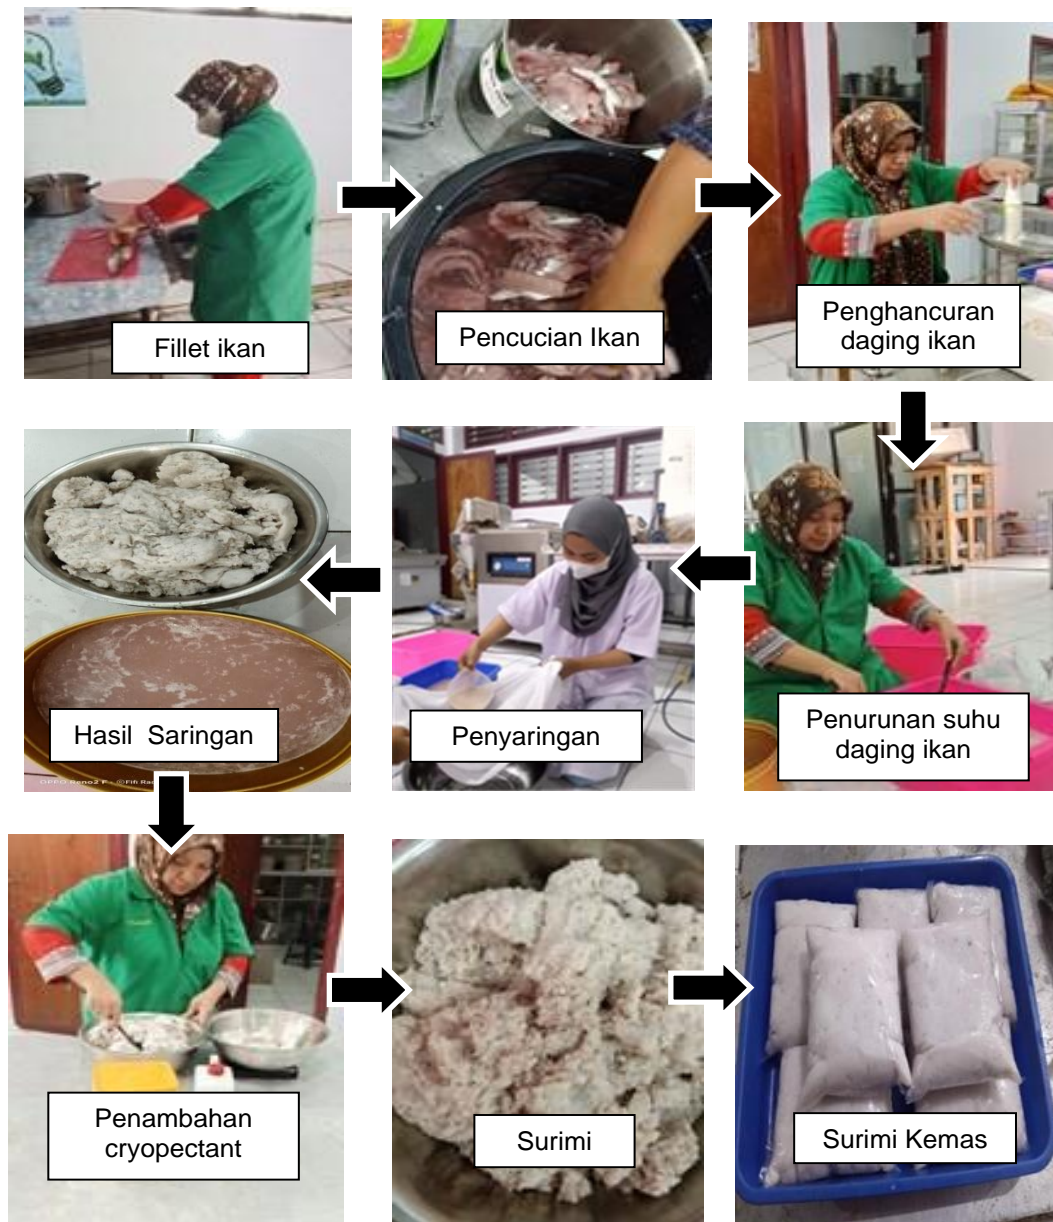 Fillet ikan
Pencucian Ikan
Penghancuran
daging ikan
Penurunan suhu
daging ikan
Penyaringan
Hasil  Saringan
Penambahan
cryopectant
Surimi
Surimi Kemas